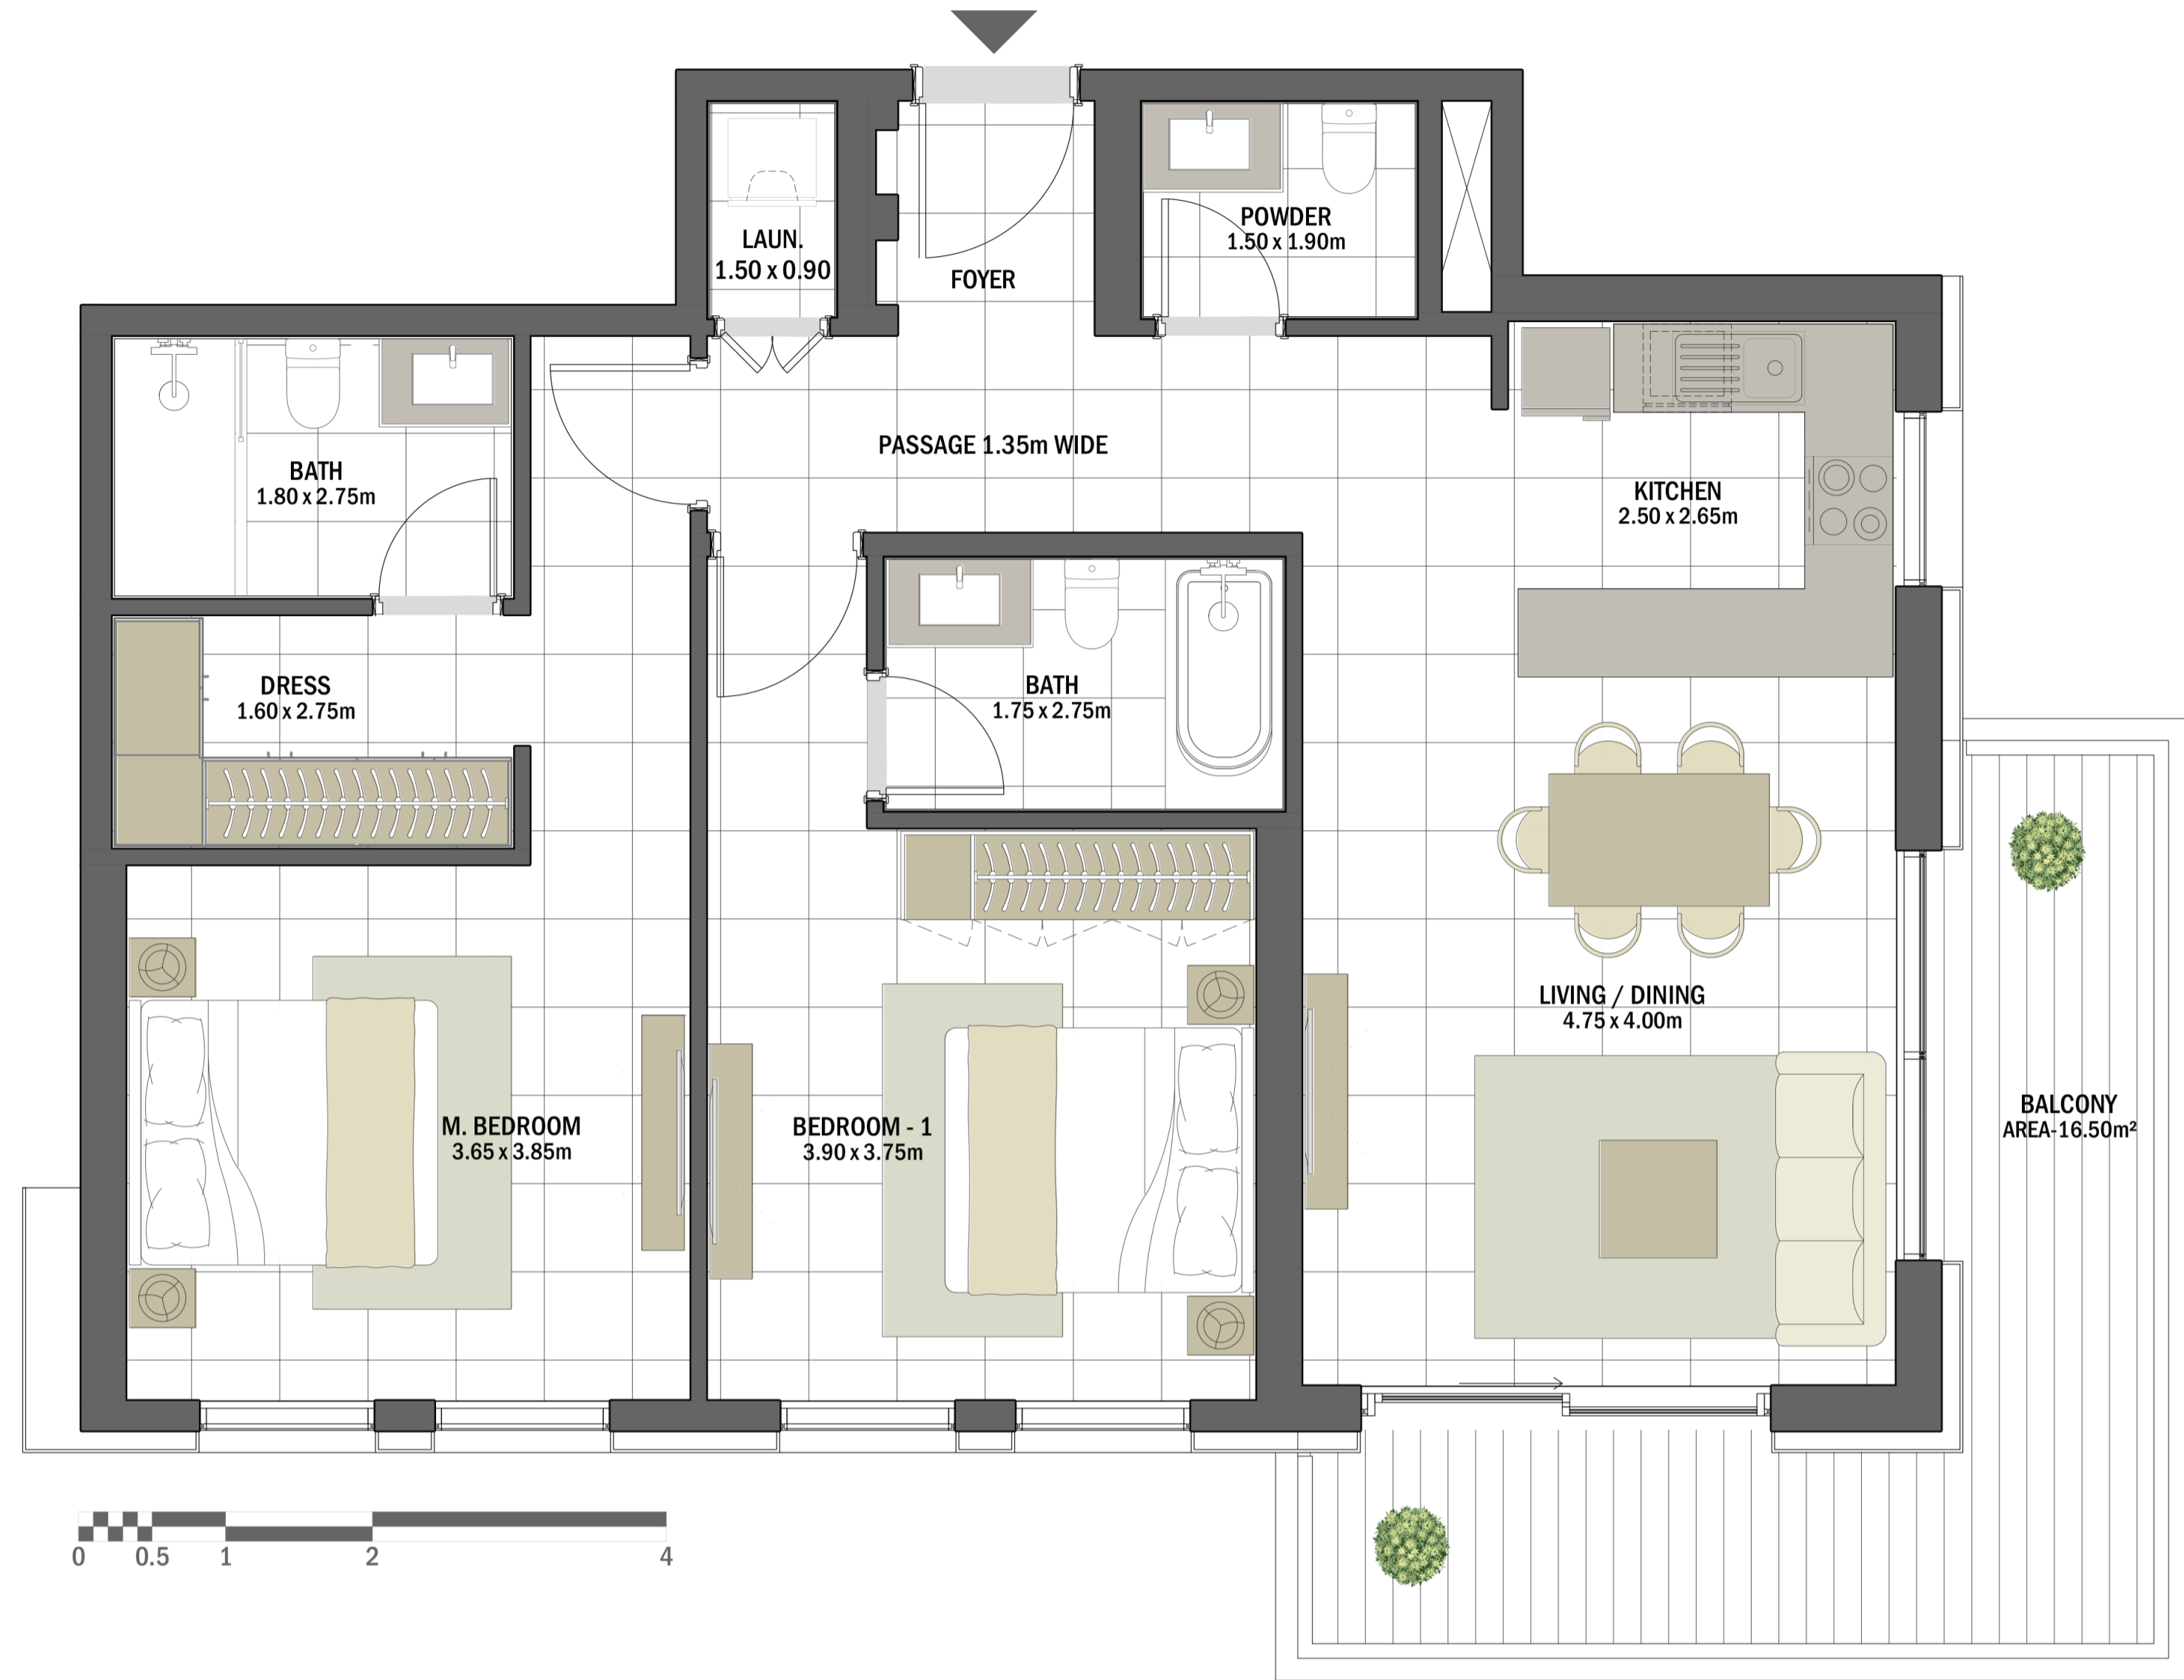 LAUN.
1.50 x 0.90
FOYER
POWDER
1.50 x 1.90m
BATH
1.80 x 2.75m
PASSAGE 1.35m WIDE
KITCHEN
2.50 x 2.65m
DRESS
1.60 x 2.75m
BATH
1.75 x 2.75m
LIVING / DINING
4.75 x 4.00m
M. BEDROOM
3.65 x 3.85m
BEDROOM - 1
3.90 x 3.75m
BALCONY
AREA-16.50m²
0 0.5 1 2 4